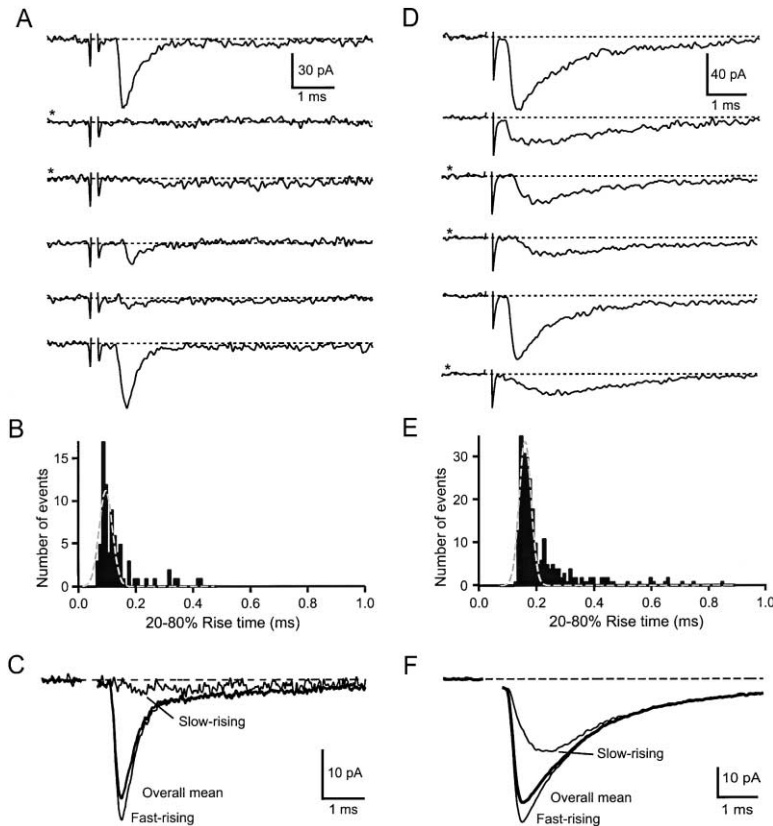 A
30 pA
1 ms
*
*
B
Number of events
15
10
5
0
0.0 0.2 0.4 0.6 0.8 1.0
20-80% Rise time (ms)
C
Slow-rising
Overall mean
Fast-rising
10 pA
1 ms
D
40 pA
1 ms
*
*
*
E
Number of events
30
20
10
0
0.0 0.2 0.4 0.6 0.8 1.0
20-80% Rise time (ms)
F
Slow-rising
Overall mean
Fast-rising
10 pA
1 ms